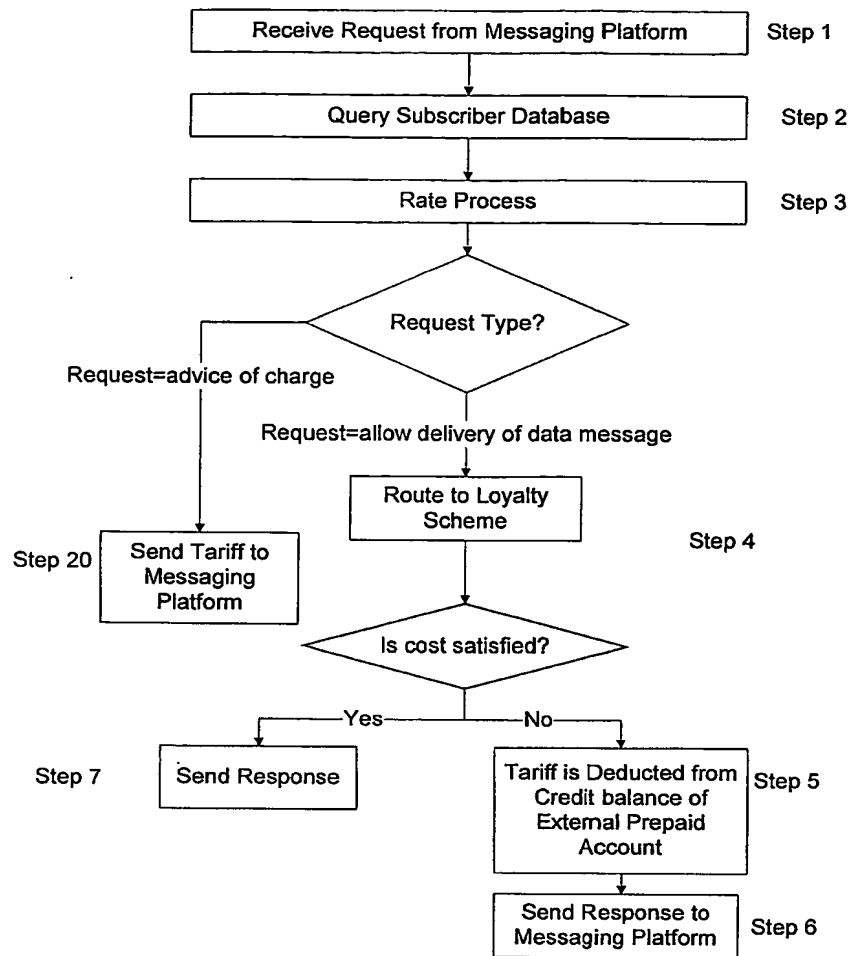 Receive Request from Messaging Platform
Step 1
Query Subscriber Database
Step 2
Rate Process
Step 3
Request Type?
Request=advice of charge
Request=allow delivery of data message
Route to Loyalty
Scheme
Step 4
Step 20
Send Tariff to
Messaging
Platform
Is cost satisfied?
Yes
No
Step 7
Send Response
Tariff is Deducted from
Credit balance of
External Prepaid
Account
Step 5
Send Response to
Messaging Platform
Step 6